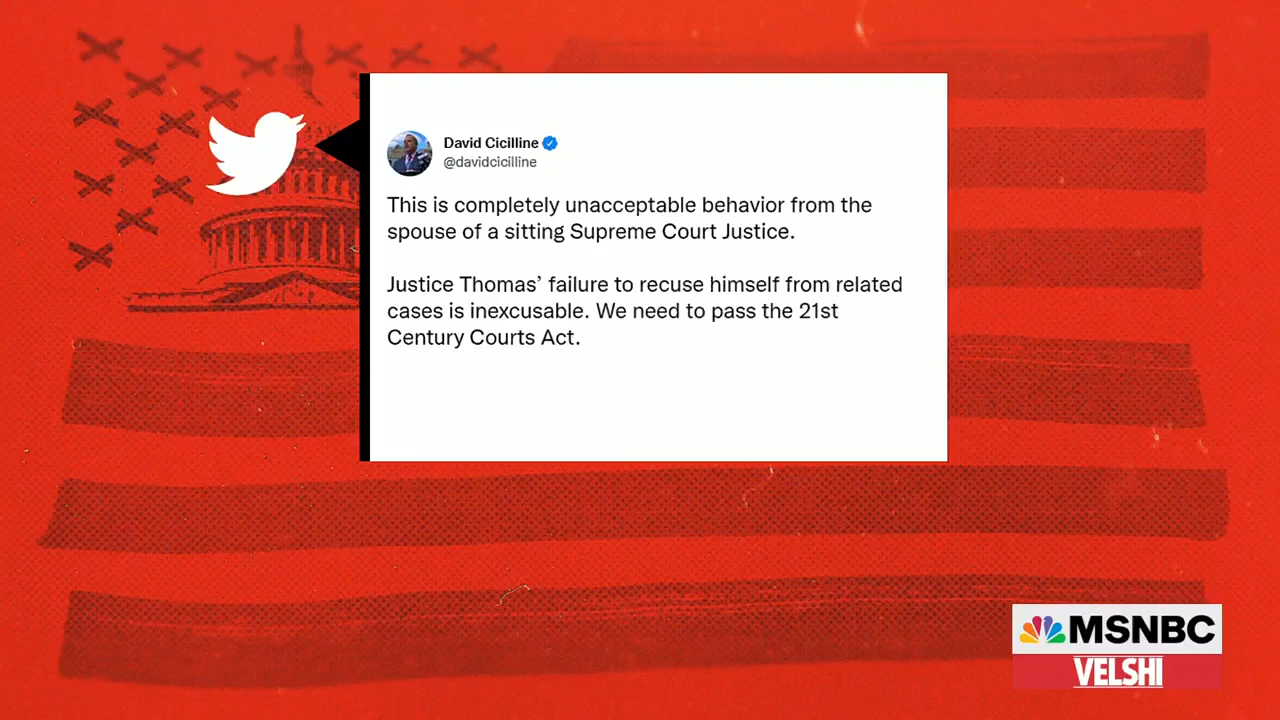 David Cicilline
@davidcicilline
This is completely unacceptable behavior from the
spouse of a sitting Supreme Court Justice.
Justice Thomas’ failure to recuse himself from related
cases is inexcusable. We need to pass the 21st
Century Courts Act.
MSNBC
VELSHI